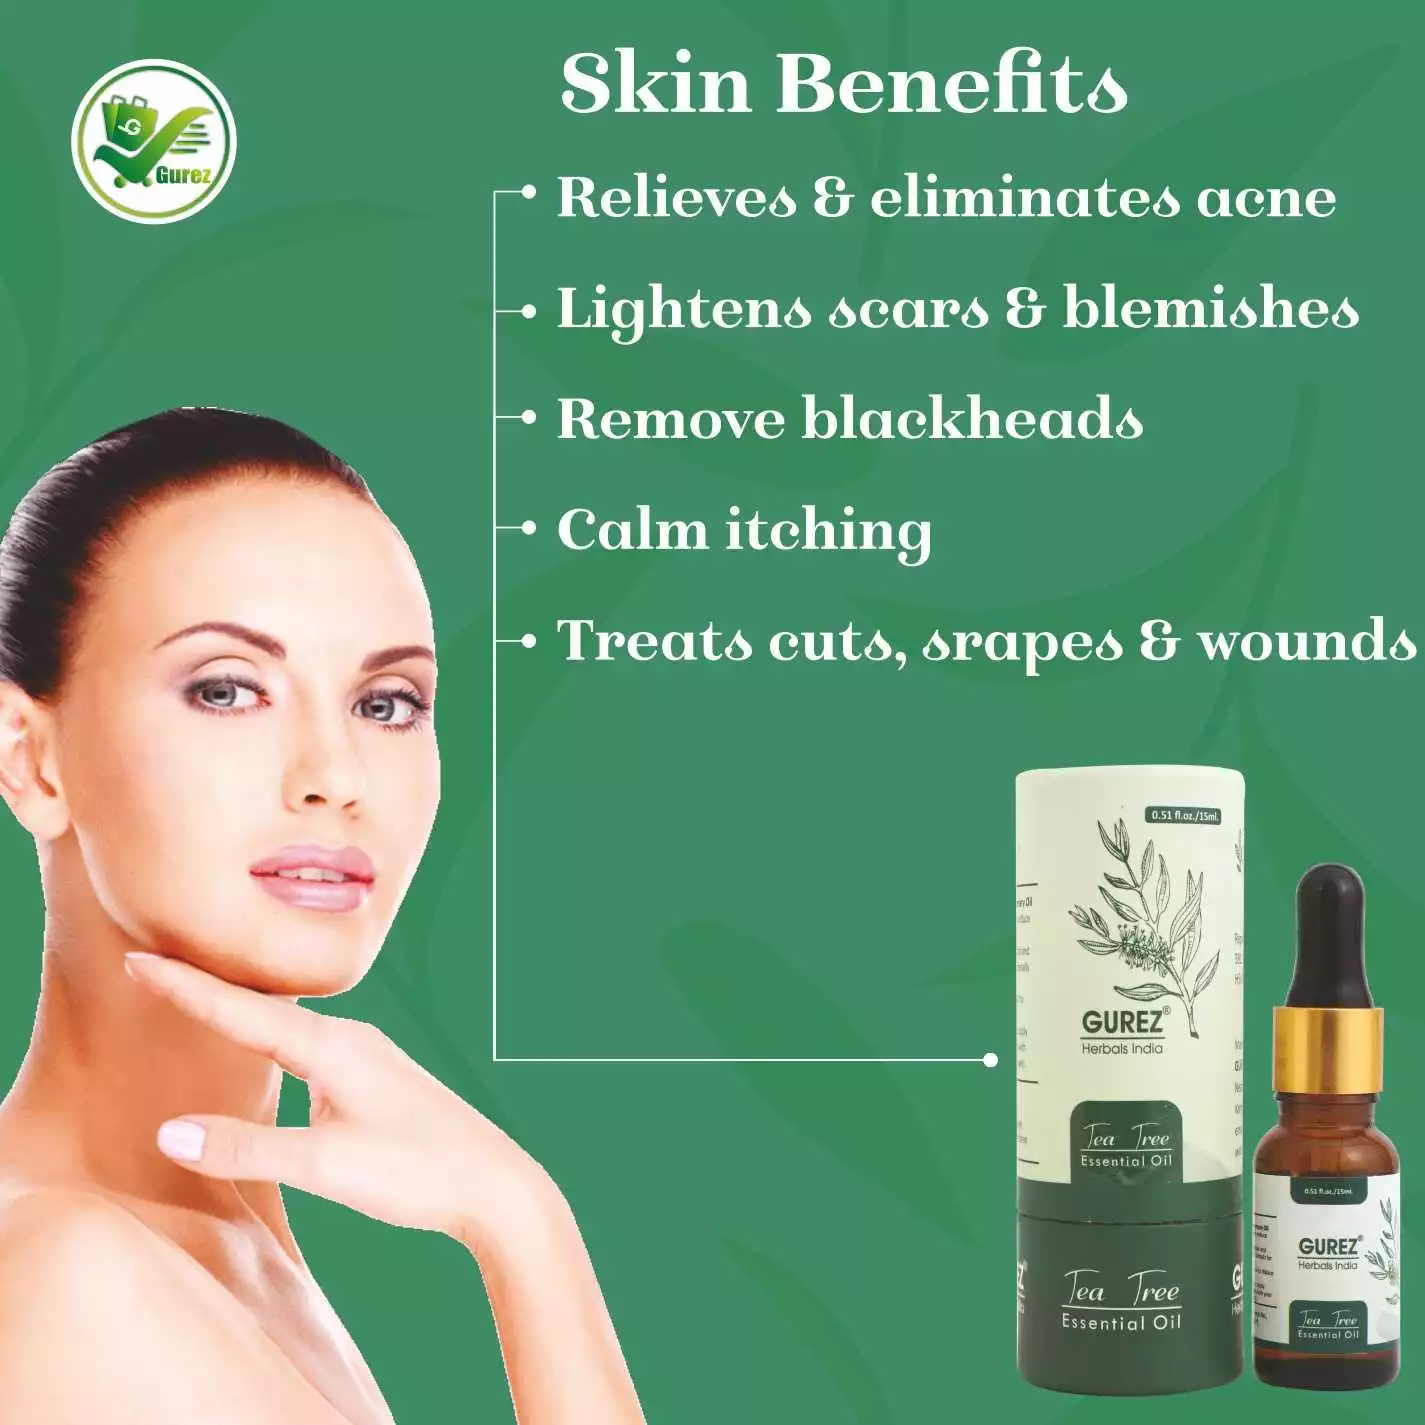 G
Gurez
Skin Benefits
Relieves & eliminates acne
Lightens scars & blemishes
Remove blackheads
Calm itching
Treats cuts, srapes & wounds
0.51 fl.oz./15ml.
GUREZ®
Herbals India
Tea Tree
Essential Oil
Tea Tree
Essential Oil
0.51 fl.oz./15ml.
GUREZ®
Herbals India
Tea Tree
Essential Oil